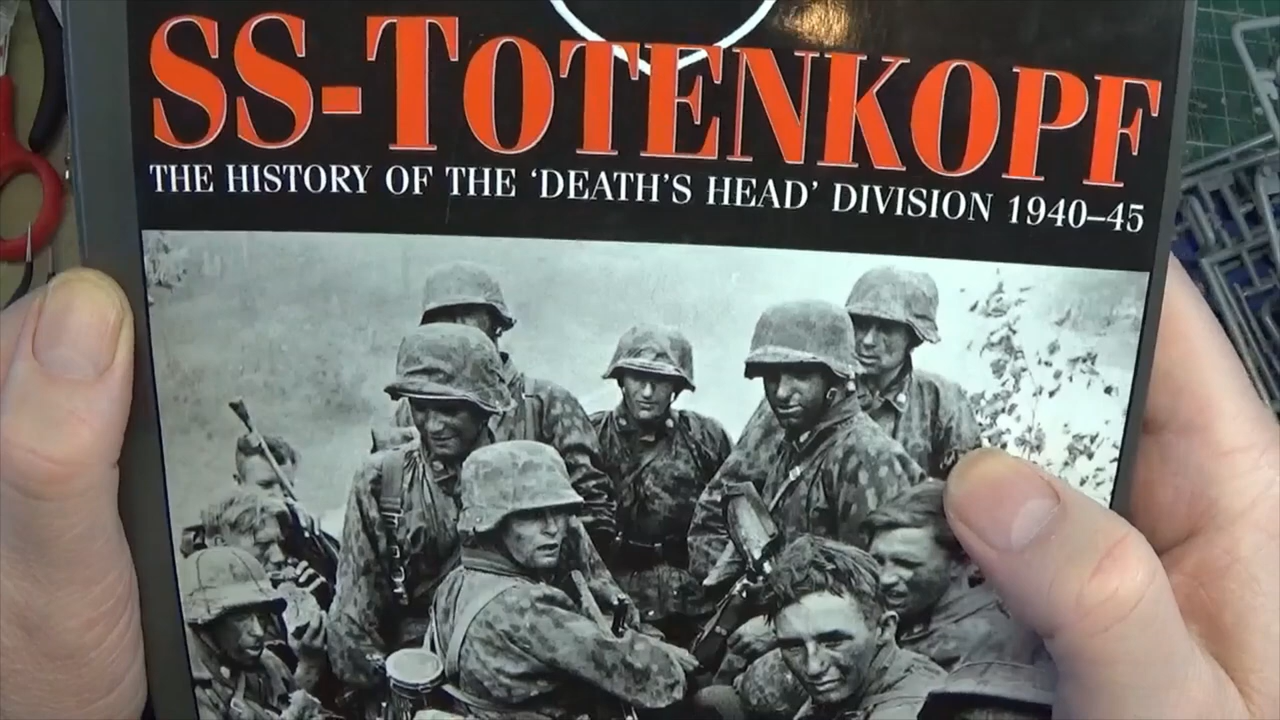 SS-TOTENKOPF
THE HISTORY OF THE ‘DEATH’S HEAD’ DIVISION 1940–45